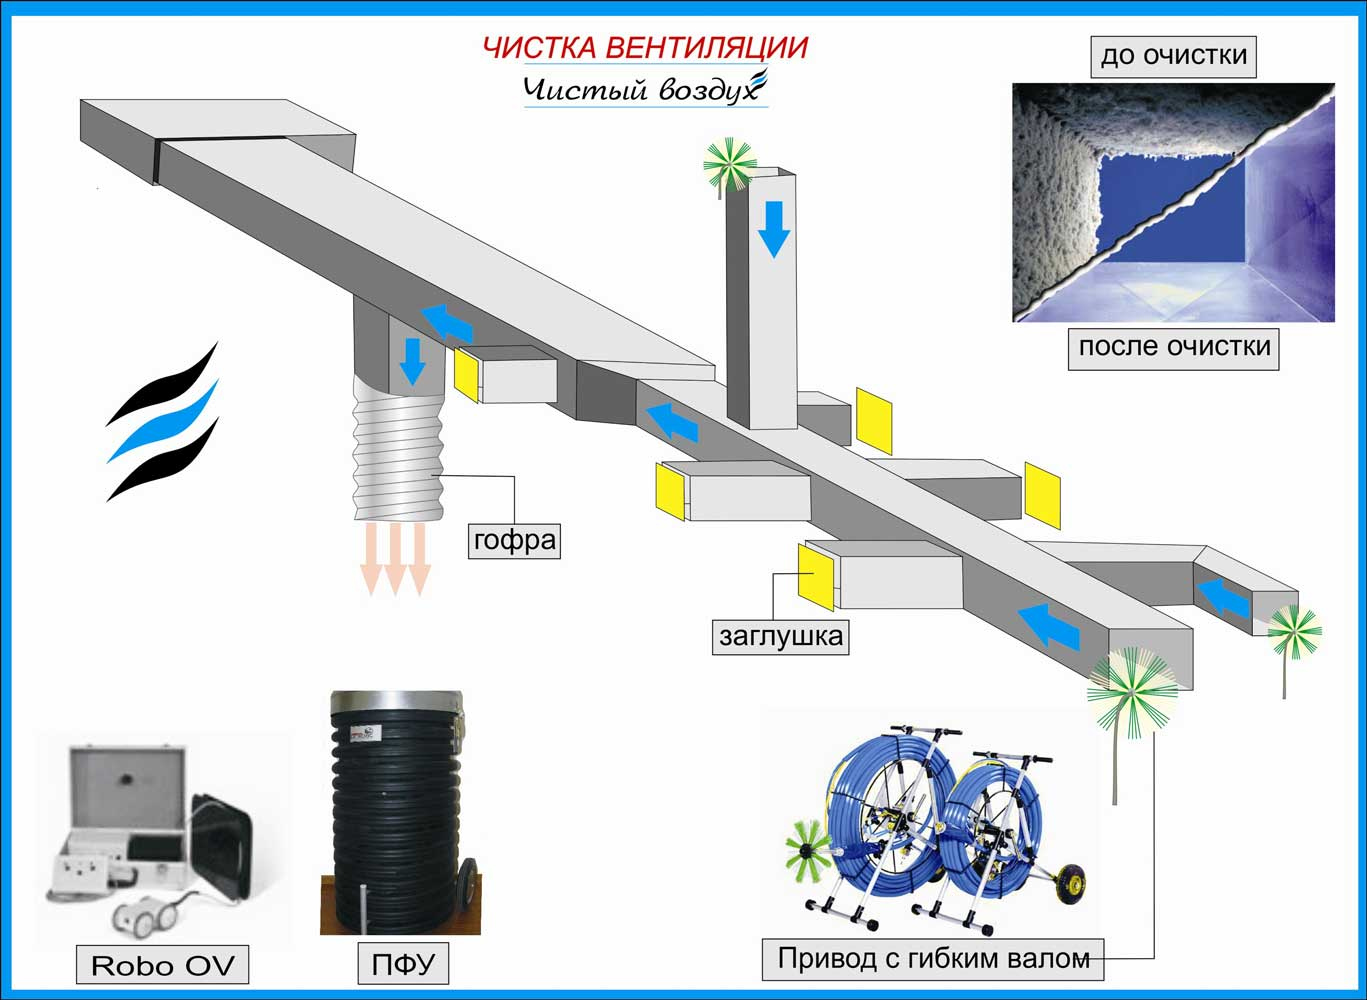 ЧИСТКА ВЕНТИЛЯЦИИ
Чистый воздух
до очистки
после очистки
гофра
заглушка
Robo OV
ПФУ
Привод с гибким валом